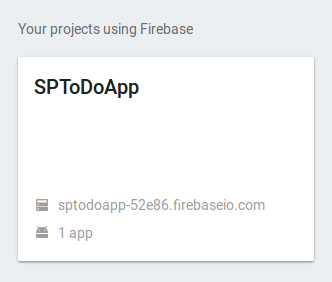 Your projects using Firebase
SPToDoApp
sptodoapp-52e86.firebaseio.com
1 app